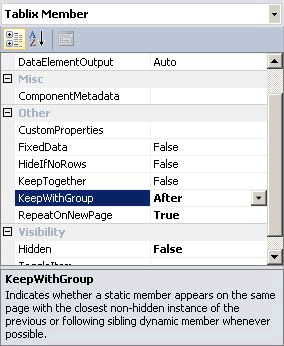 Tablix Member
DataElementOutput Auto
Misc
ComponentMetadata
Other
CustomProperties
FixedData False
HideIfNoRows False
KeepTogether False
KeepWithGroup After
RepeatOnNewPage True
Visibility
Hidden False
KeepWithGroup
Indicates whether a static member appears on the same
page with the closest non-hidden instance of the
previous or following sibling dynamic member whenever
possible.